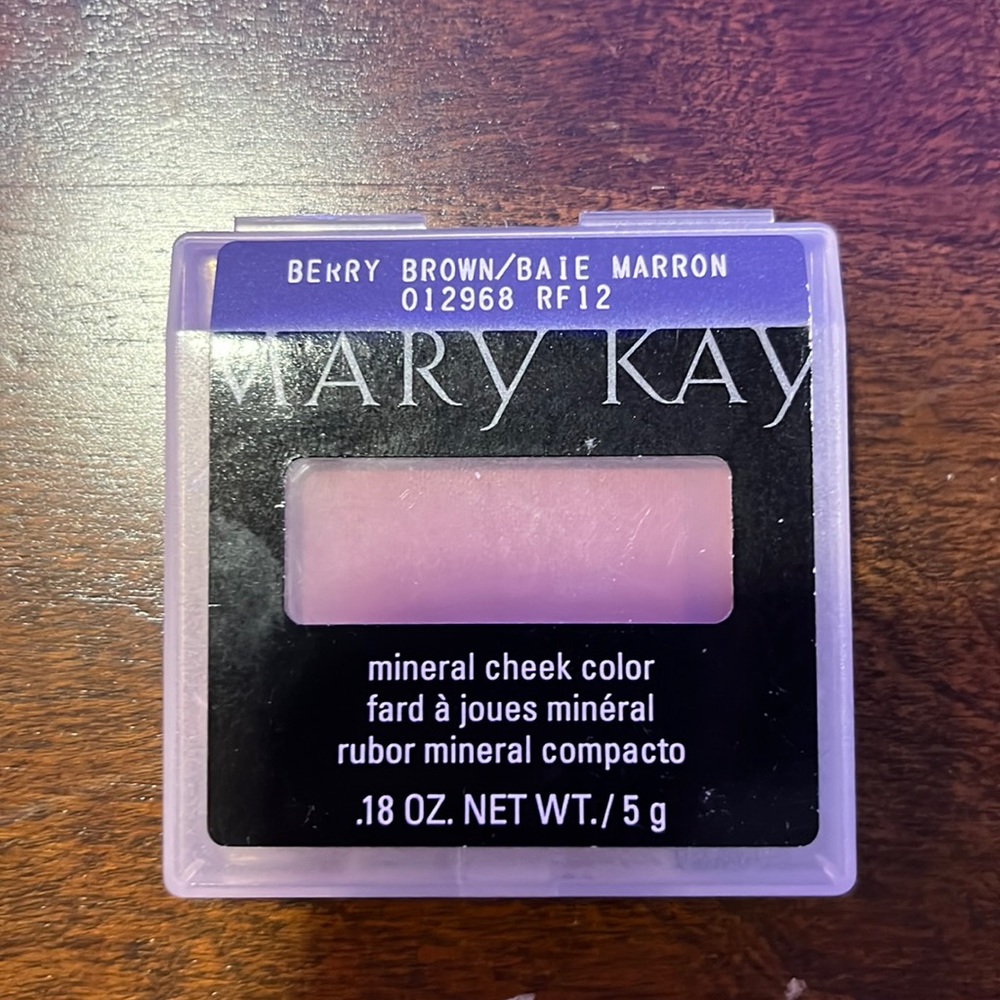 BERRY BROWN/BAIE MARRON
012968 RF12
MARY KAY
mineral cheek color
fard à joues minéral
rubor mineral compacto
.18 OZ. NET WT./ 5 g